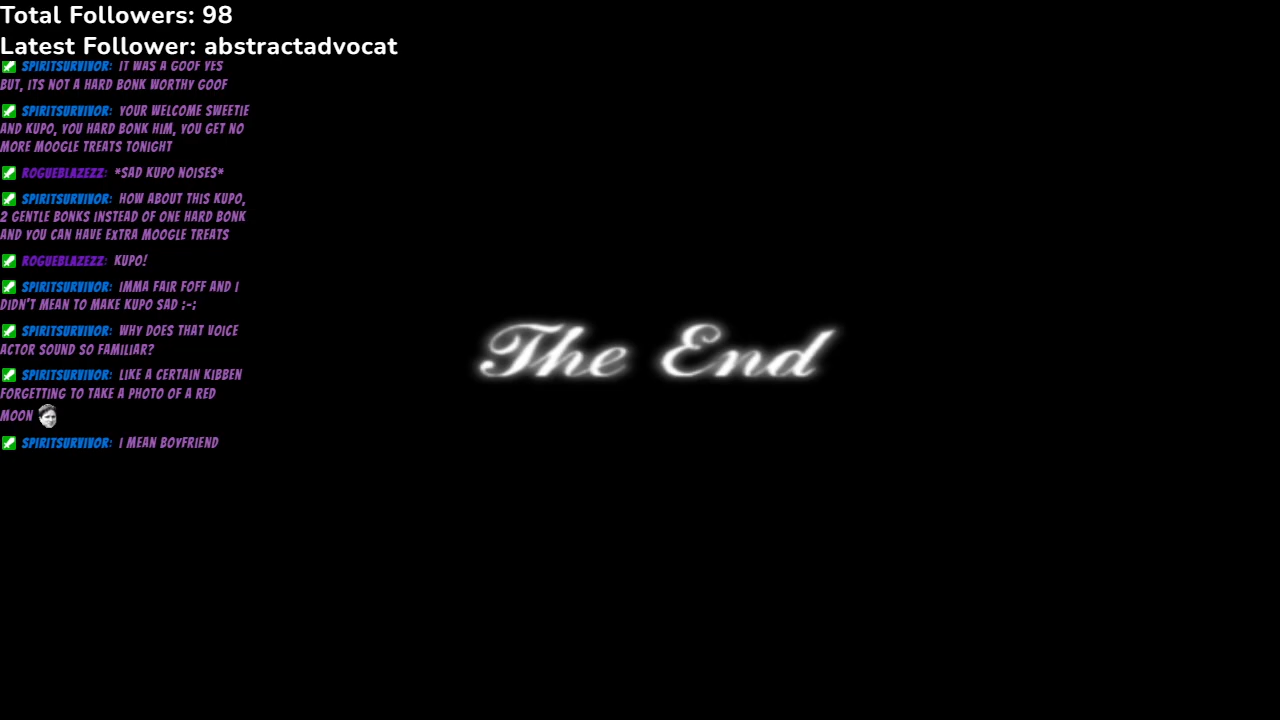 Total Followers: 98
Latest Follower: abstractadvocat
SPIRITSURVIVOR: IT WAS A GOOF YES
BUT, ITS NOT A HARD BONK WORTHY GOOF
SPIRITSURVIVOR: YOUR WELCOME SWEETIE
AND KUPO, YOU HARD BONK HIM, YOU GET NO
MORE MOOGLE TREATS TONIGHT
ROGUEBLAZEZZ: *SAD KUPO NOISES*
SPIRITSURVIVOR: HOW ABOUT THIS KUPO,
2 GENTLE BONKS INSTEAD OF ONE HARD BONK
AND YOU CAN HAVE EXTRA MOOGLE TREATS
ROGUEBLAZEZZ: KUPO!
SPIRITSURVIVOR: IMMA FAIR FOFF AND I
DIDN'T MEAN TO MAKE KUPO SAD ;-;
SPIRITSURVIVOR: WHY DOES THAT VOICE
ACTOR SOUND SO FAMILIAR?
SPIRITSURVIVOR: LIKE A CERTAIN KIBBEN
FORGETTING TO TAKE A PHOTO OF A RED
MOON
SPIRITSURVIVOR: I MEAN BOYFRIEND
The End